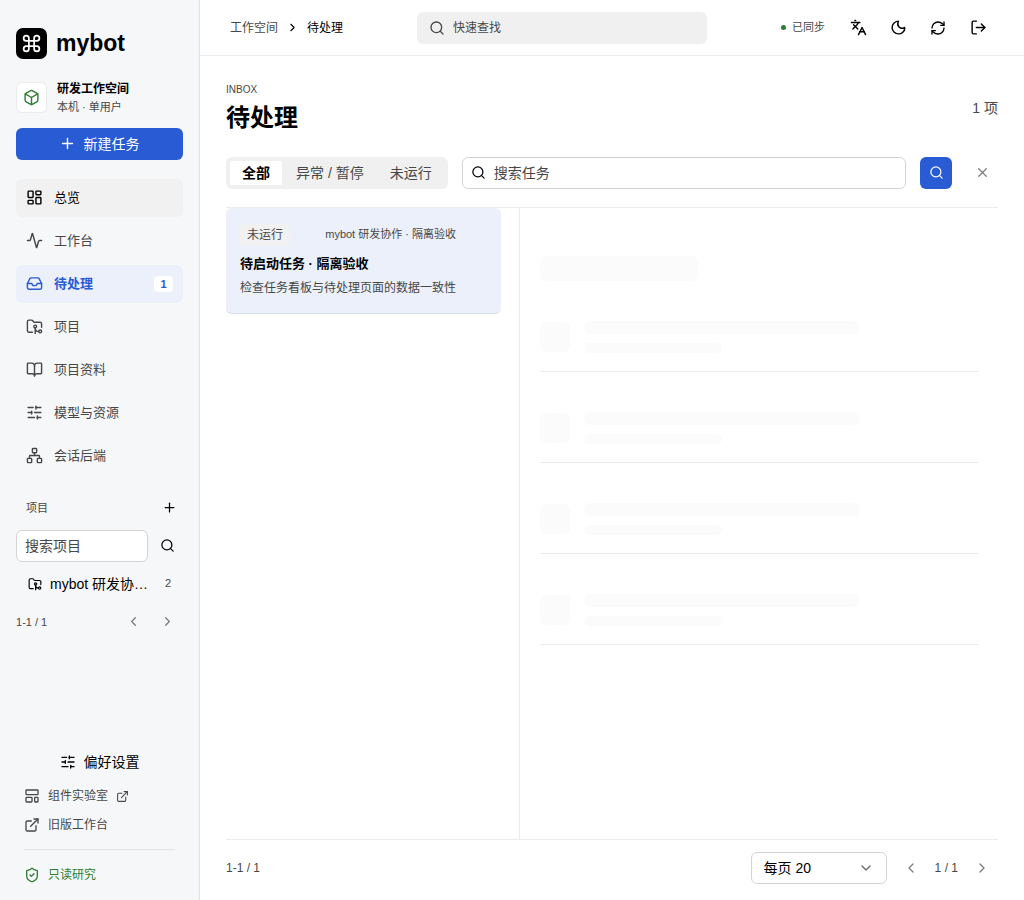 mybot
研发工作空间
本机 · 单用户
新建任务
总览
工作台
待处理 1
项目
项目资料
模型与资源
会话后端
项目
搜索项目
mybot 研发协… 2
1-1 / 1
偏好设置
组件实验室
旧版工作台
只读研究
工作空间 待处理
快速查找
已同步
INBOX
待处理
1 项
全部 异常 / 暂停 未运行
搜索任务
未运行 mybot 研发协作 · 隔离验收
待启动任务 · 隔离验收
检查任务看板与待处理页面的数据一致性
1-1 / 1
每页 20
1 / 1